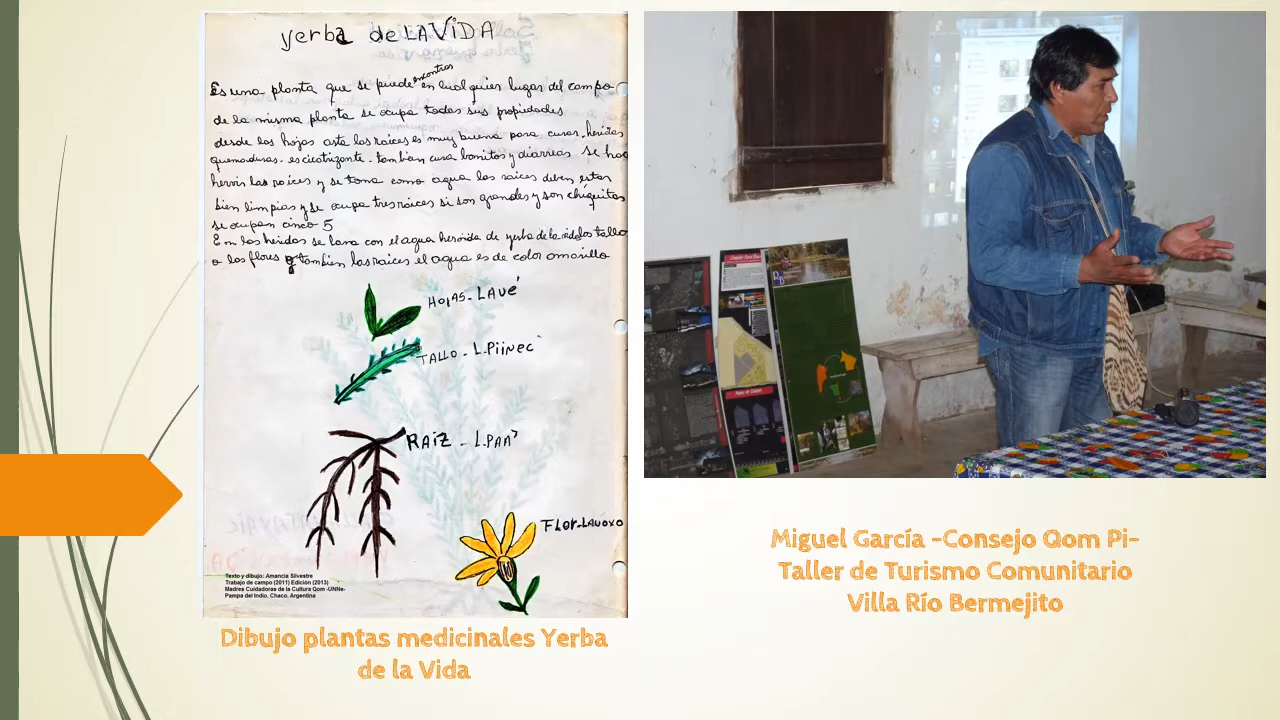 yerba de LA VIDA
Es una planta que se puede encontrar en cualquier lugar del campo
de la misma planta se ocupa todas sus propiedades
desde las hojas asta las raices es muy buena para curar heridas
quemaduras - es cicatrizante - tambien cura bomitos y diarreas se hace
hervir las raices y se toma como agua las raices deben estar
bien limpias y se ocupa tres raices si son grandes y son chiquitas
se ocupan cinco 5
En las heridas se lava con el agua heroida de yerba de la vida los tallo
o las flores y tambien las raices el agua es de color amarillo
HOJAS - LAVE'
TALLO - L.PiiNEC
RAIZ - L.PAA'
FLor-LAVOXO
Texto y dibujo: Amancia Silvestre
Trabajo de campo (2011) Edición (2013)
Madres Cuidadoras de la Cultura Qom -UNNe-
Pampa del Indio. Chaco. Argentina
Dibujo plantas medicinales Yerba
de la Vida
Miguel García -Consejo Qom Pi-
Taller de Turismo Comunitario
Villa Río Bermejito